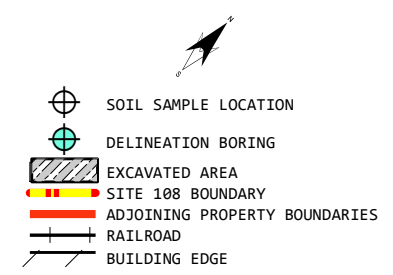 N
S
SOIL SAMPLE LOCATION
DELINEATION BORING
EXCAVATED AREA
SITE 108 BOUNDARY
ADJOINING PROPERTY BOUNDARIES
RAILROAD
BUILDING EDGE